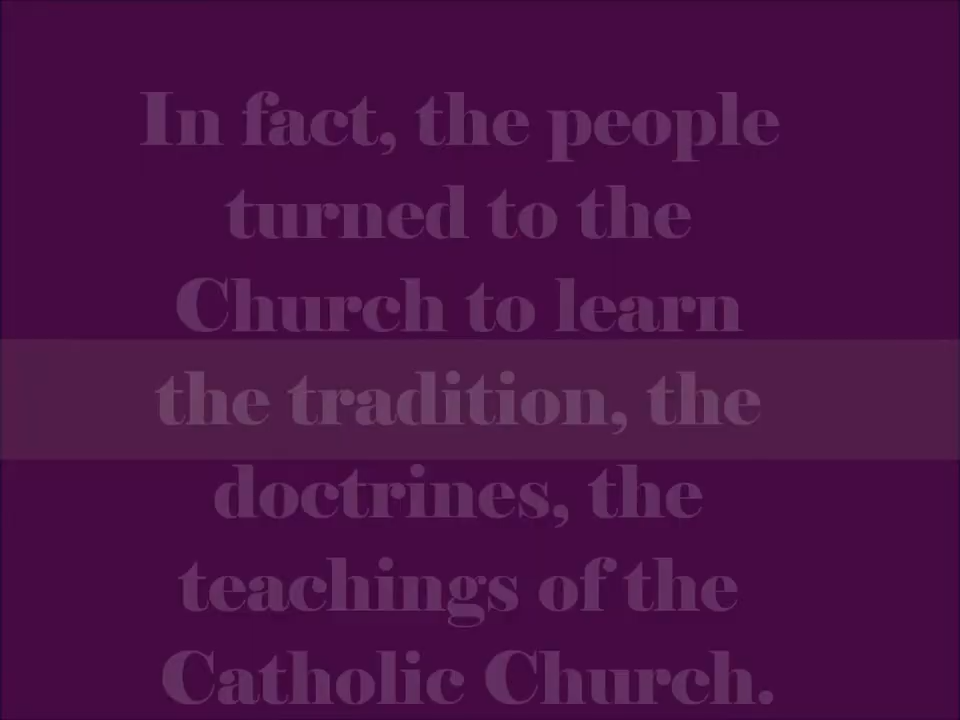 In fact, the people
turned to the
Church to learn
the tradition, the
doctrines, the
teachings of the
Catholic Church.